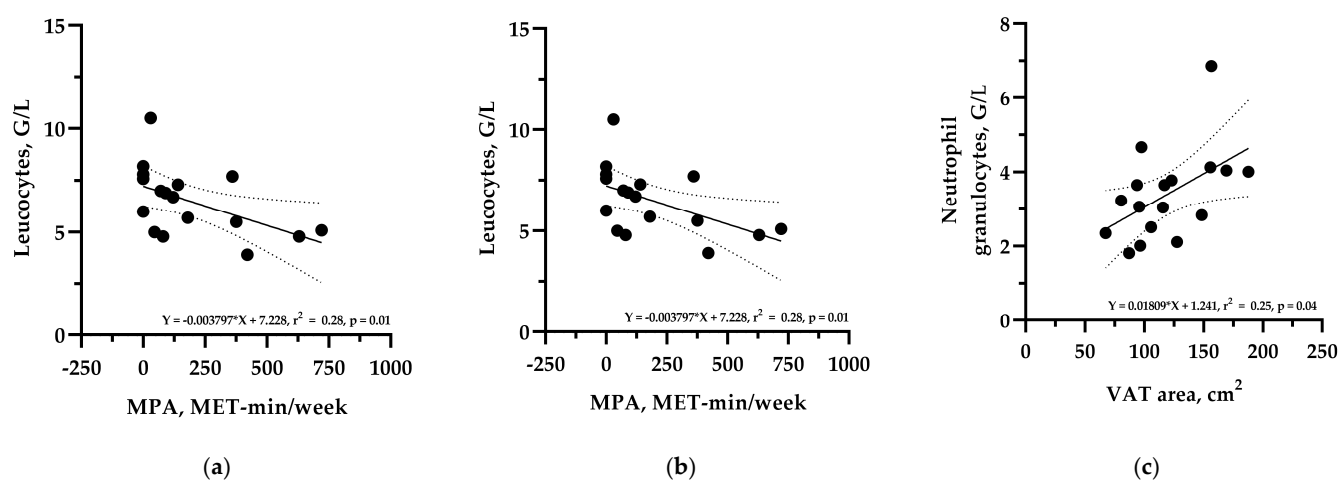 15
10
5
0
Leucocytes, G/L
Y = -0.003797*X + 7.228, r² = 0.28, p = 0.01
-250 0 250 500 750 1000
MPA, MET-min/week
(a)
15
10
5
0
Leucocytes, G/L
Y = -0.003797*X + 7.228, r² = 0.28, p = 0.01
-250 0 250 500 750 1000
MPA, MET-min/week
(b)
8
6
4
2
0
Neutrophil
granulocytes, G/L
Y = 0.01809*X + 1.241, r² = 0.25, p = 0.04
0 50 100 150 200 250
VAT area, cm²
(c)